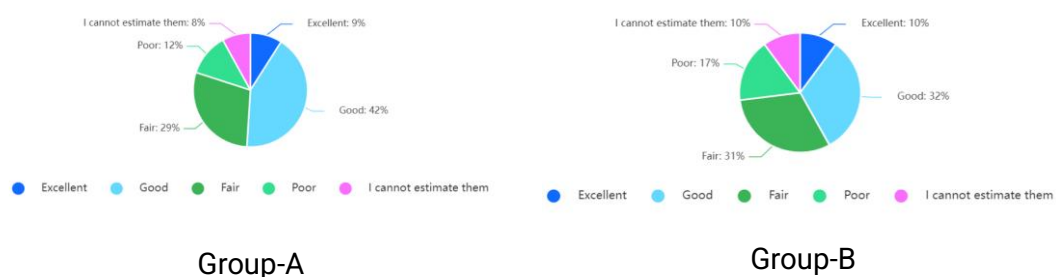 I cannot estimate them: 8%
Excellent: 9%
Poor: 12%
Good: 42%
Fair: 29%
Excellent Good Fair Poor I cannot estimate them
Group-A
I cannot estimate them: 10%
Excellent: 10%
Poor: 17%
Good: 32%
Fair: 31%
Excellent Good Fair Poor I cannot estimate them
Group-B